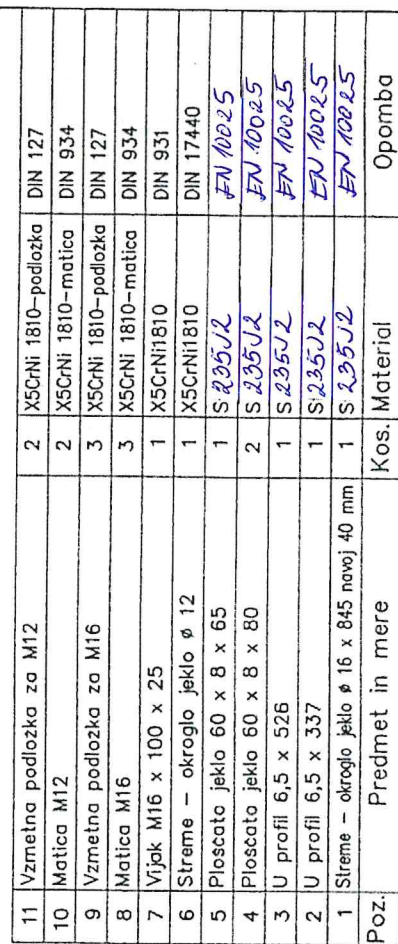 11 Vzmetna podložka za M12 2 X5CrNi 1810-podložka DIN 127
10 Matica M12 2 X5CrNi 1810-matica DIN 934
9 Vzmetna podložka za M16 3 X5CrNi 1810-podložka DIN 127
8 Matica M16 3 X5CrNi 1810-matica DIN 934
7 Vijak M16 x 100 x 25 1 X5CrNi1810 DIN 931
6 Streme – okroglo jeklo ø 12 1 X5CrNi1810 DIN 17440
5 Ploscato jeklo 60 x 8 x 65 1 S 235J2 EN 10025
4 Ploscato jeklo 60 x 8 x 80 2 S 235J2 EN 10025
3 U profil 6,5 x 526 1 S 235J2 EN 10025
2 U profil 6,5 x 337 1 S 235J2 EN 10025
1 Streme – okroglo jeklo ø 16 x 845 navoj 40 mm 1 S 235J2 EN 10025
Poz. Predmet in mere Kos. Material Opomba